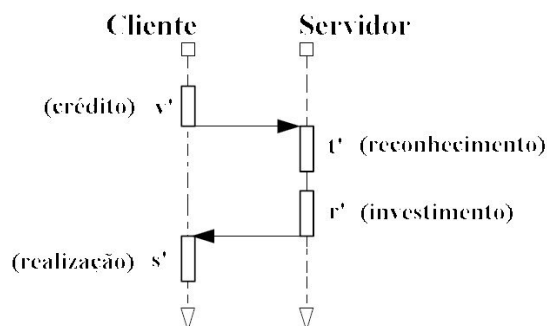 Cliente Servidor
(crédito) v'
t' (reconhecimento)
r' (investimento)
(realização) s'